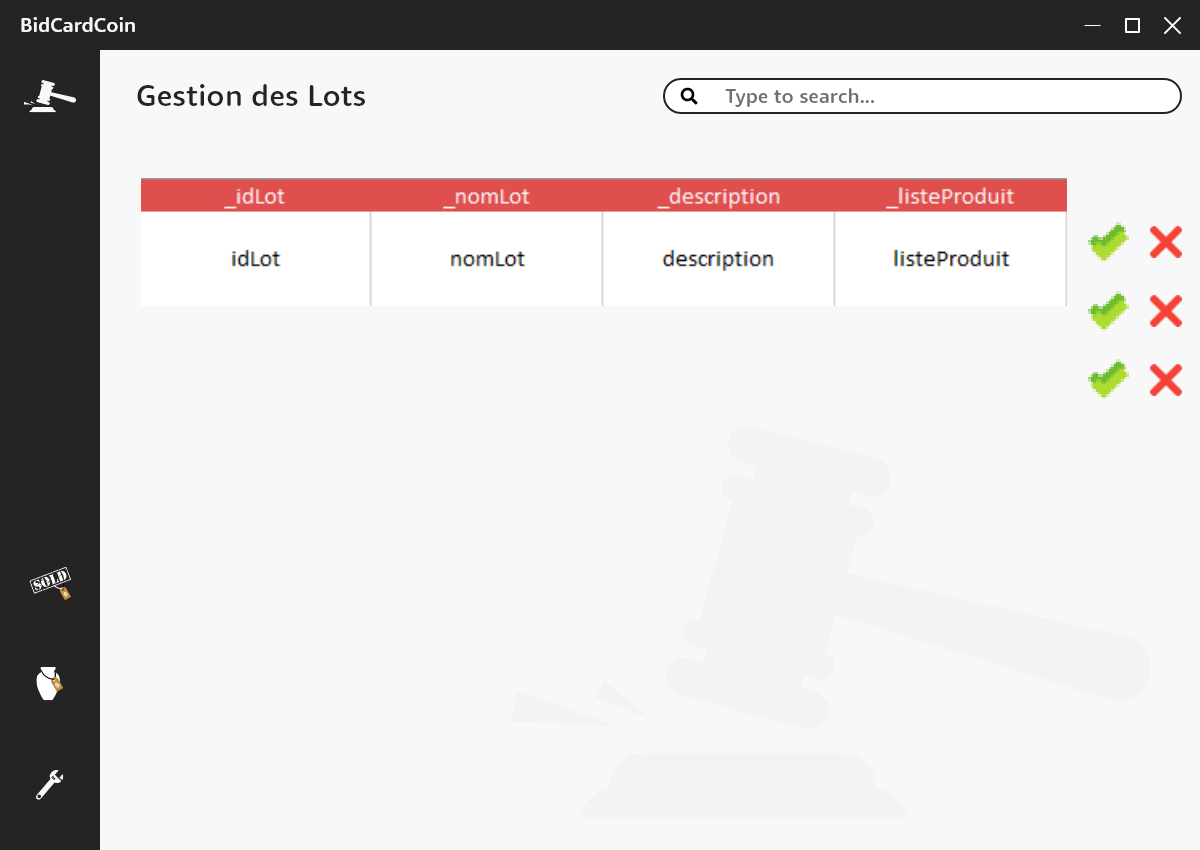 BidCardCoin
Gestion des Lots
Type to search...
_idLot _nomLot _description _listeProduit
idLot nomLot description listeProduit
SOLD